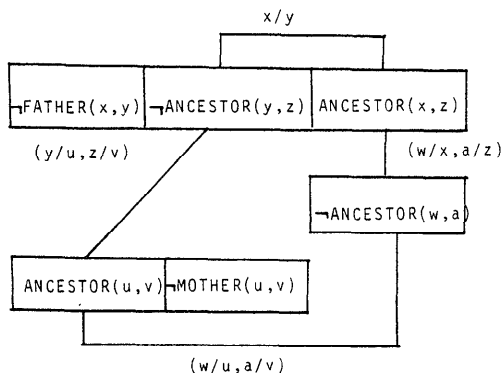 x/y
¬FATHER(x,y) ¬ANCESTOR(y,z) ANCESTOR(x,z)
(y/u,z/v) (w/x,a/z)
¬ANCESTOR(w,a)
ANCESTOR(u,v) ¬MOTHER(u,v)
(w/u,a/v)